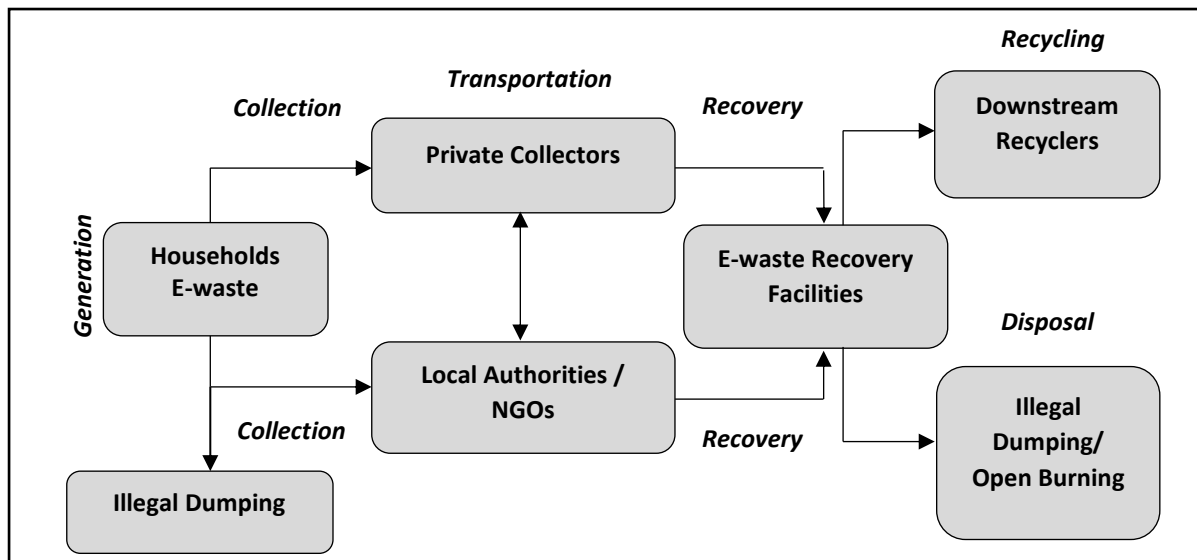 Recycling
Transportation
Collection
Recovery
Downstream
Recyclers
Private Collectors
Generation
Households
E-waste
E-waste Recovery
Facilities
Disposal
Local Authorities /
NGOs
Collection
Recovery
Illegal
Dumping/
Open Burning
Illegal Dumping